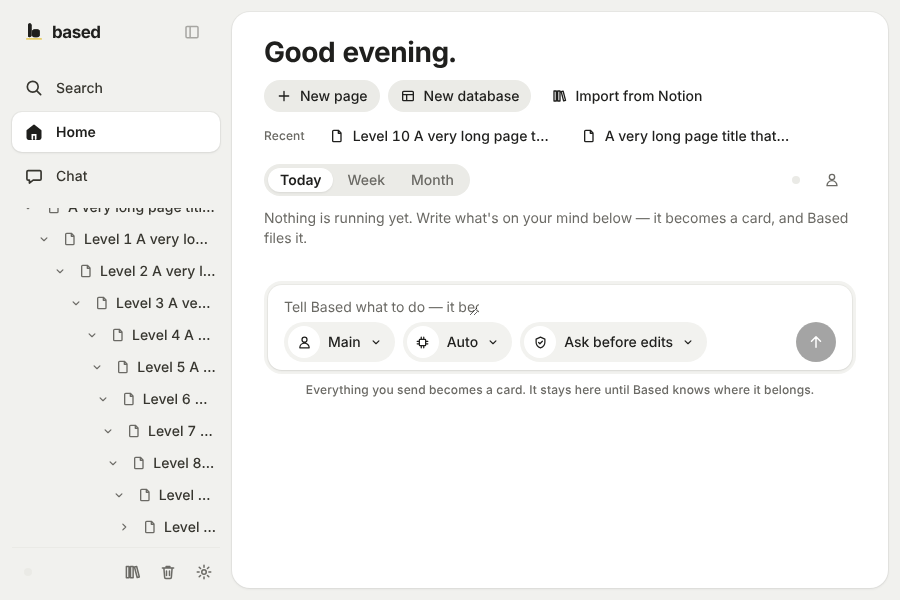 based
Search
Home
Chat
A very long page titl...
Level 1 A very lo...
Level 2 A very l...
Level 3 A ve...
Level 4 A ...
Level 5 A ...
Level 6 ...
Level 7 ...
Level 8...
Level ...
Level ...
Good evening.
New page
New database
Import from Notion
Recent
Level 10 A very long page t...
A very long page title that...
Today
Week
Month
Nothing is running yet. Write what's on your mind below — it becomes a card, and Based
files it.
Tell Based what to do — it
Main
Auto
Ask before edits
Everything you send becomes a card. It stays here until Based knows where it belongs.